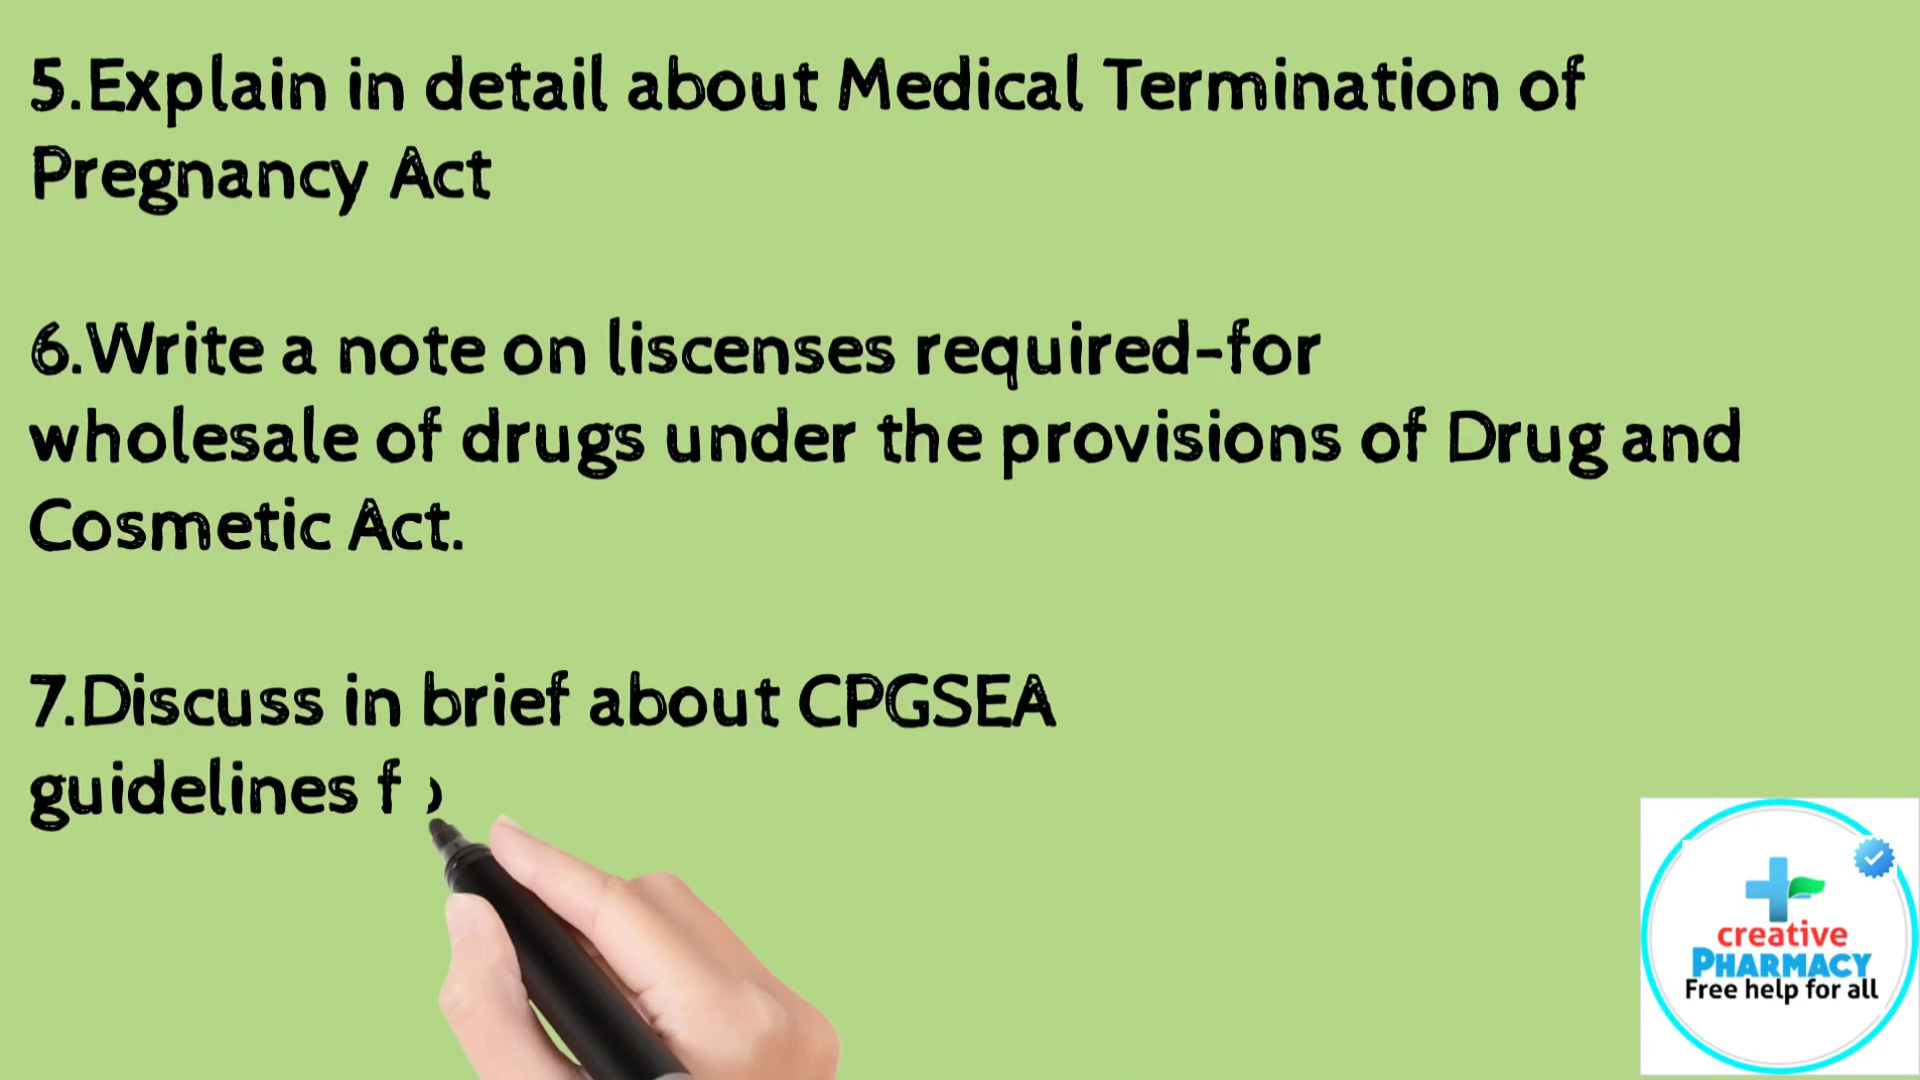 5.Explain in detail about Medical Termination of
Pregnancy Act
6.Write a note on liscenses required-for
wholesale of drugs under the provisions of Drug and
Cosmetic Act.
7.Discuss in brief about CPGSEA
guidelines f
creative
PHARMACY
Free help for all